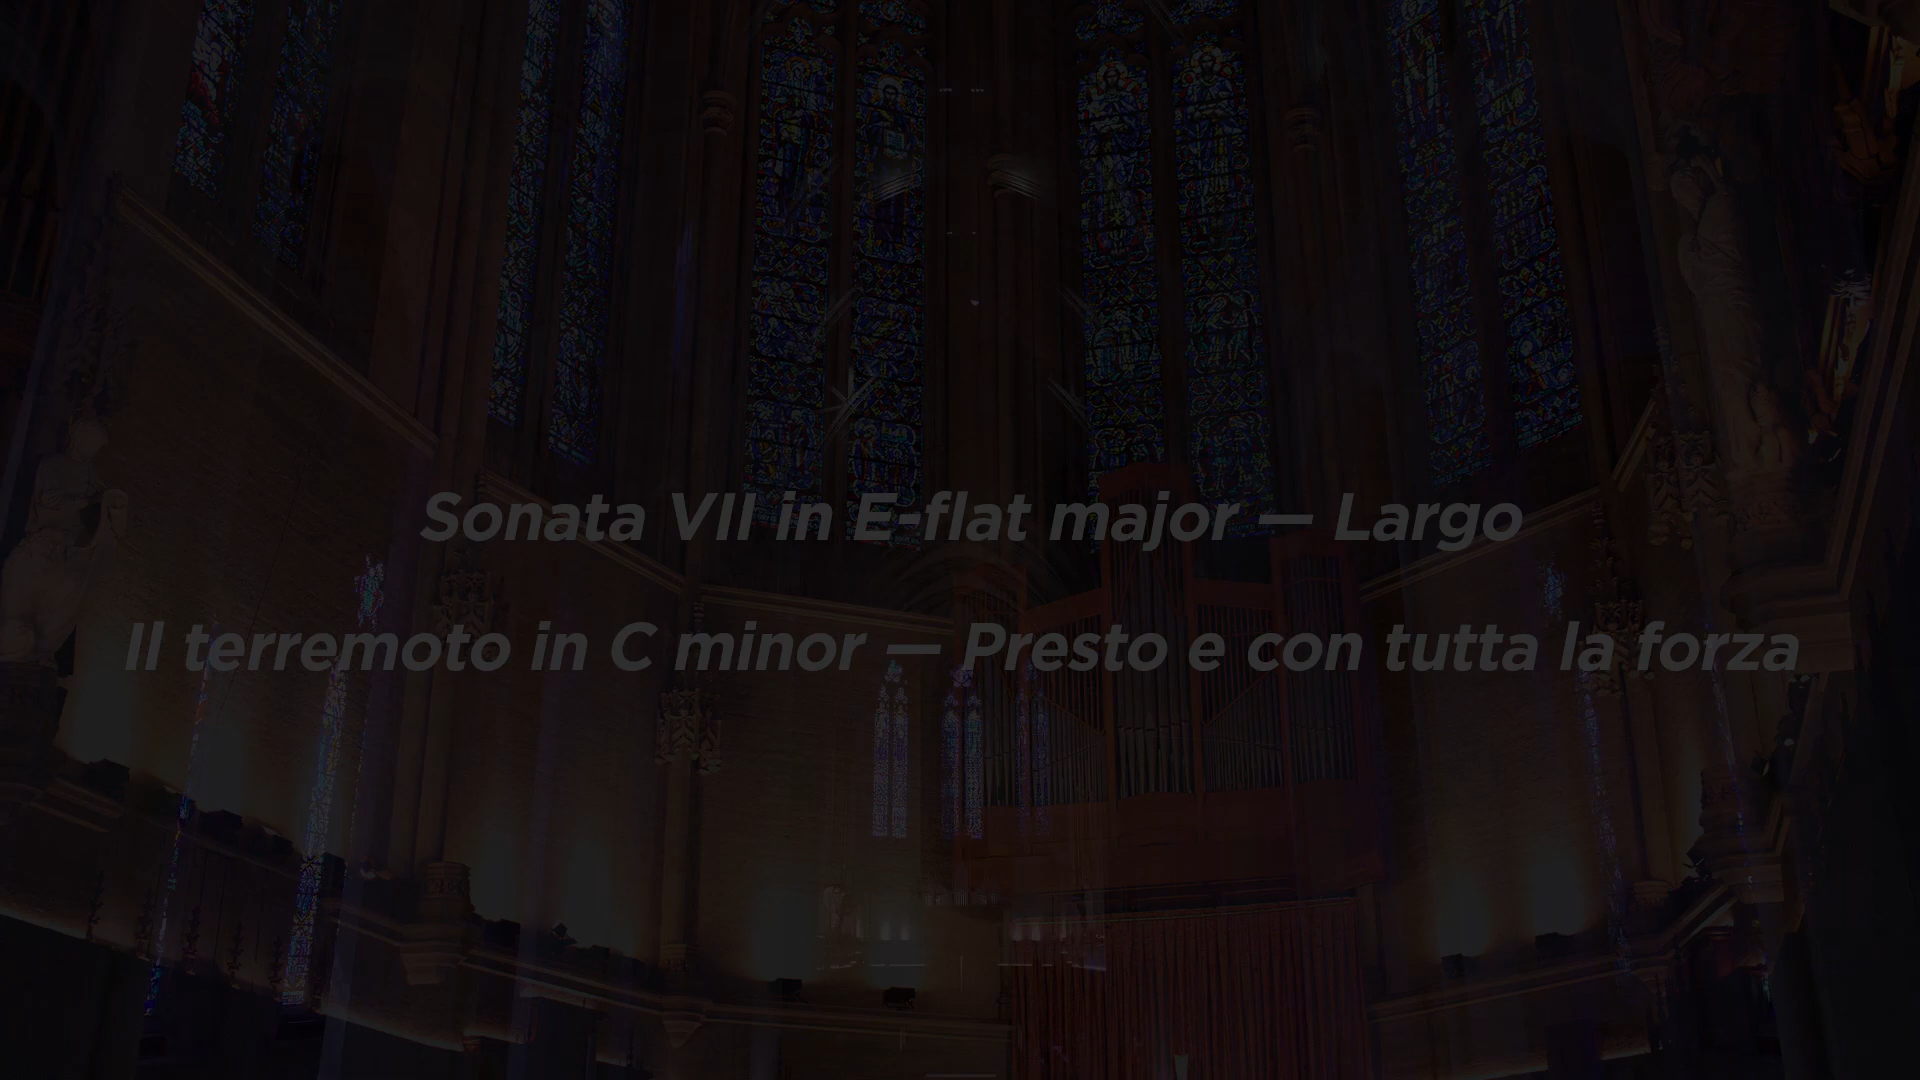 Sonata VII in E-flat major — Largo
Il terremoto in C minor — Presto e con tutta la forza